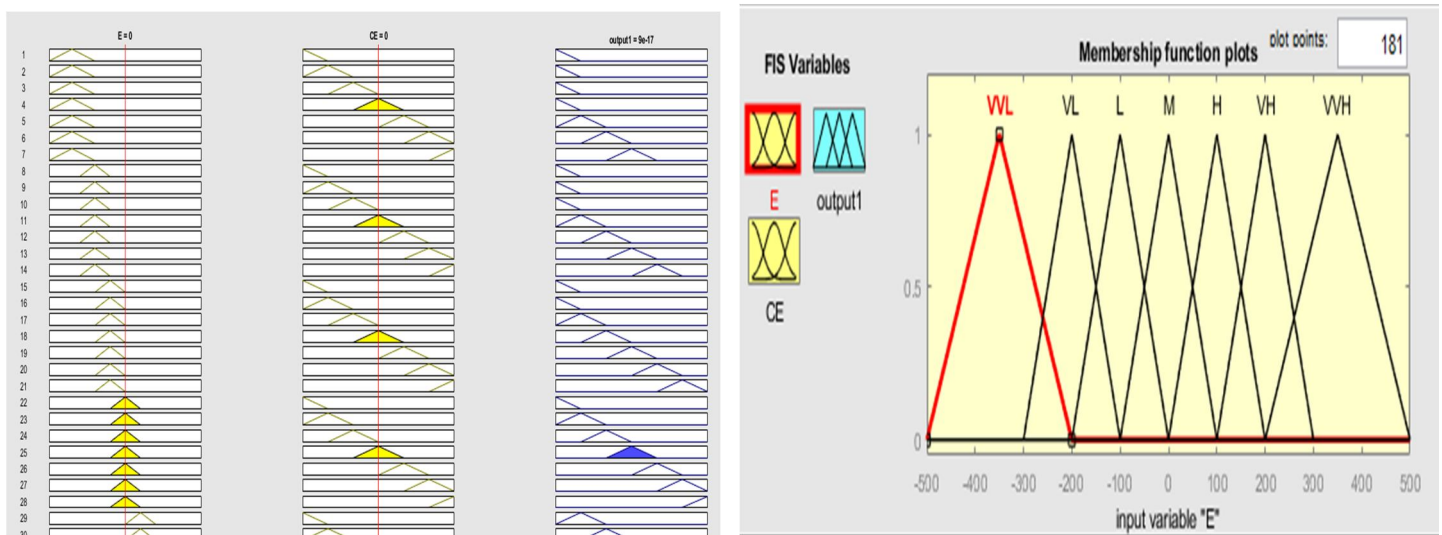 E = 0
CE = 0
output1 = 9e-17
1
2
3
4
5
6
7
8
9
10
11
12
13
14
15
16
17
18
19
20
21
22
23
24
25
26
27
28
29
30
FIS Variables
E
output1
CE
Membership function plots
plot points:
181
VVL VL L M H VH VVH
1
0.5
0
-500 -400 -300 -200 -100 0 100 200 300 400 500
input variable "E"